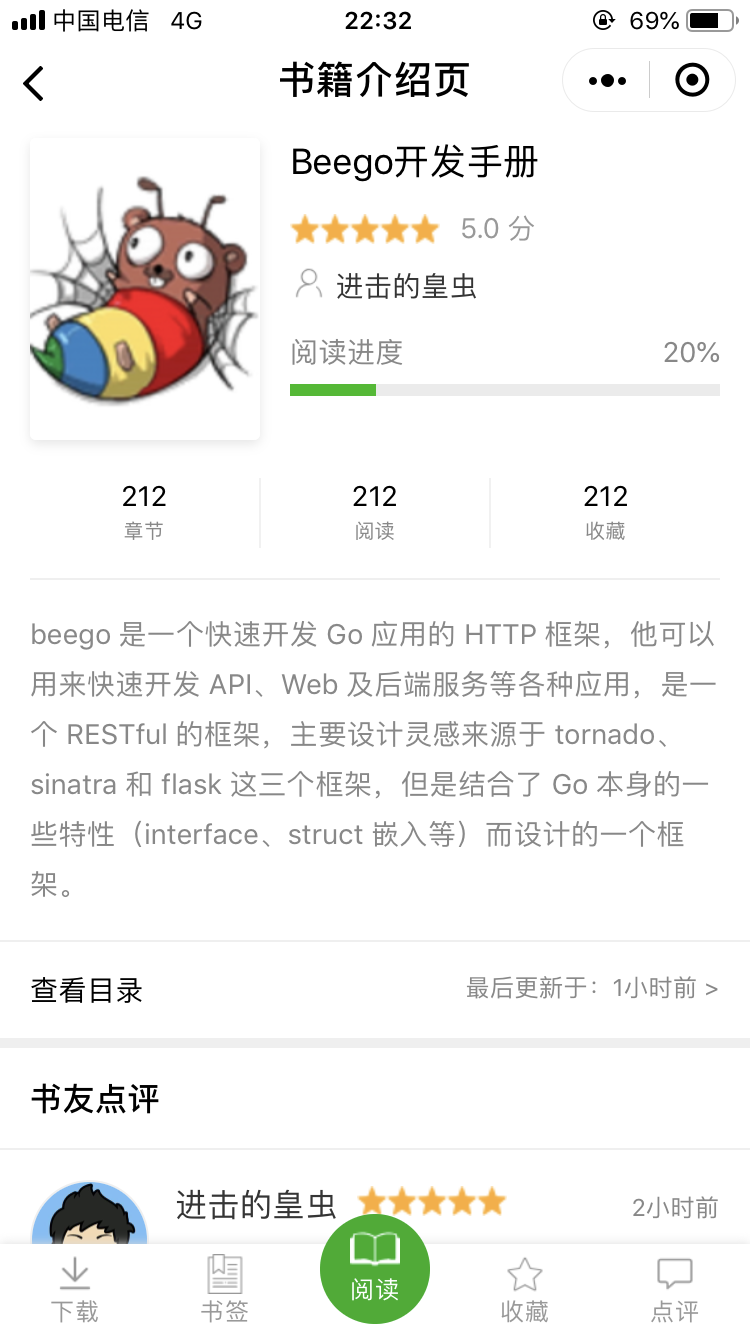 中国电信 4G 22:32 69%
书籍介绍页
Beego开发手册
5.0 分
进击的皇虫
阅读进度 20%
212 212 212
章节 阅读 收藏
beego 是一个快速开发 Go 应用的 HTTP 框架，他可以
用来快速开发 API、Web 及后端服务等各种应用，是一
个 RESTful 的框架，主要设计灵感来源于 tornado、
sinatra 和 flask 这三个框架，但是结合了 Go 本身的一
些特性（interface、struct 嵌入等）而设计的一个框
架。
查看目录 最后更新于：1小时前 >
书友点评
进击的皇虫 2小时前
下载 书签 阅读 收藏 点评